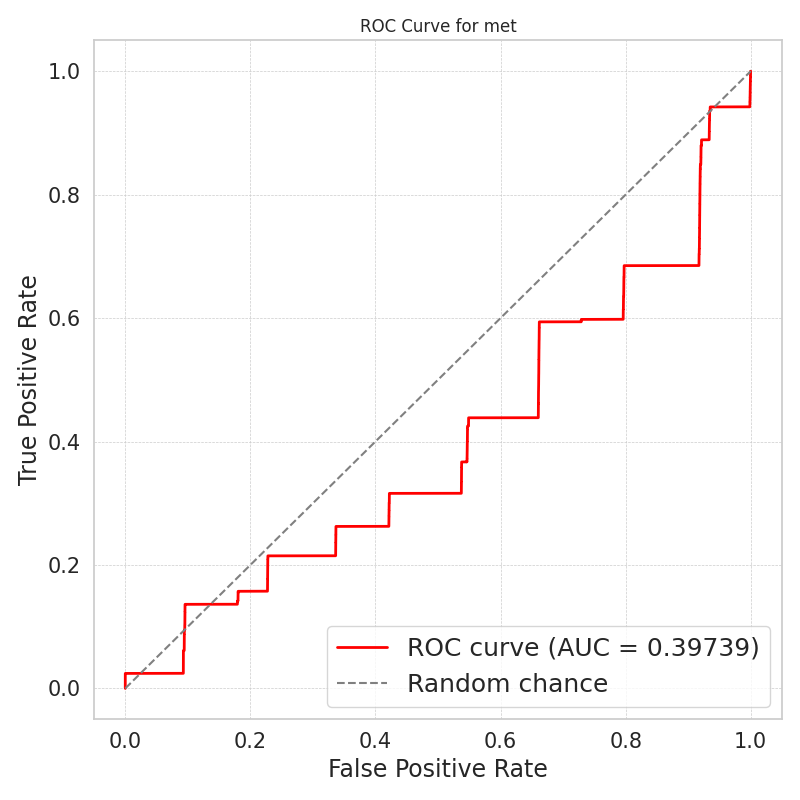 ROC Curve for met
1.0
0.8
0.6
0.4
0.2
0.0
True Positive Rate
ROC curve (AUC = 0.39739)
Random chance
0.0 0.2 0.4 0.6 0.8 1.0
False Positive Rate